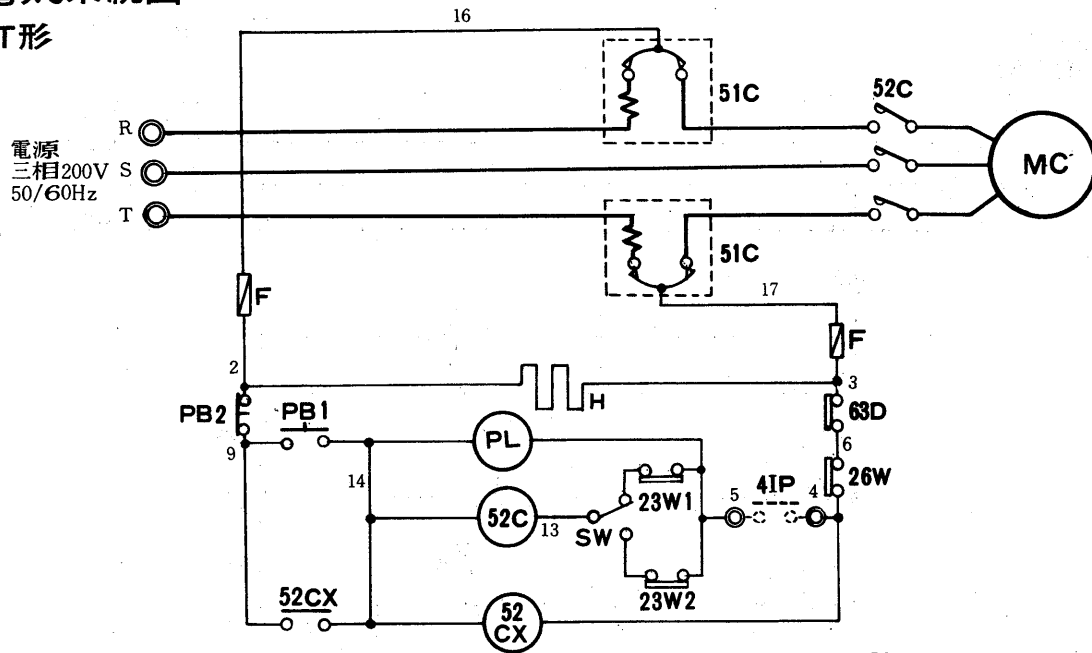 T形
16
51C
52C
R
電源
三相200V
50/60Hz
S
T
MC
51C
17
F
F
2
3
H
PB2
PB1
63D
9
PL
6
14
26W
23W1
5
41P
4
52C
13
SW
23W2
52CX
52
CX